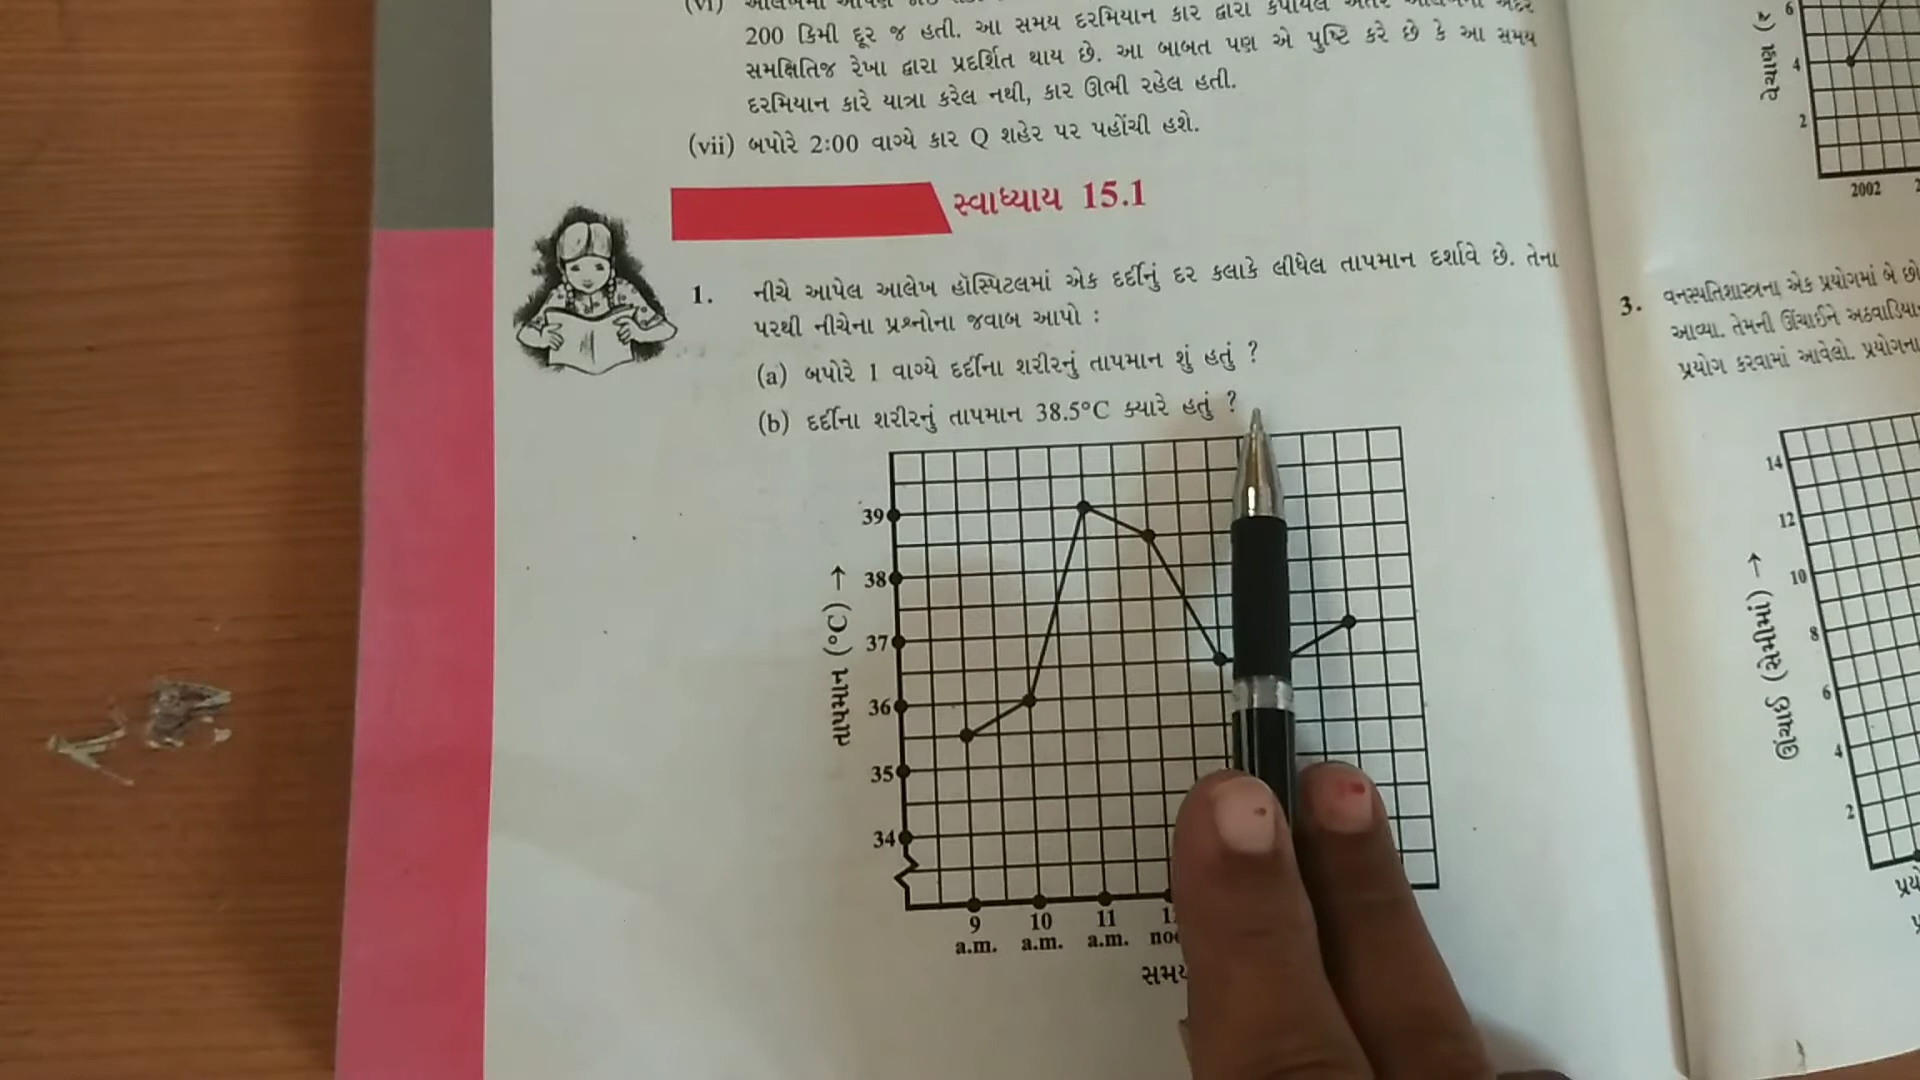 (vi)
200 કિમી દૂર જ હતી. આ સમય દરમિયાન કાર દ્વારા કપાયેલ અંતર
સમક્ષિતિજ રેખા દ્વારા પ્રદર્શિત થાય છે. આ બાબત પણ એ પુષ્ટિ કરે છે કે આ સમય
દરમિયાન કારે યાત્રા કરેલ નથી, કાર ઊભી રહેલ હતી.
(vii) બપોરે 2:00 વાગ્યે કાર Q શહેર પર પહોંચી હશે.
સ્વાધ્યાય 15.1
1. નીચે આપેલ આલેખ હૉસ્પિટલમાં એક દર્દીનું દર કલાકે લીધેલ તાપમાન દર્શાવે છે. તેના
પરથી નીચેના પ્રશ્નોના જવાબ આપો :
(a) બપોરે 1 વાગ્યે દર્દીના શરીરનું તાપમાન શું હતું ?
(b) દર્દીના શરીરનું તાપમાન 38.5°C ક્યારે હતું ?
39
38
37
36
35
34
તાપમાન (°C) →
9 10 11
a.m. a.m. a.m.
6
4
2
2002
3. વનસ્પતિશાસ્ત્રના એક પ્રયોગમાં બે
આવ્યા. તેમની ઊંચાઈને
પ્રયોગ કરવામાં આવેલો. પ્રયોગના
14
12
10
8
6
4
2
ઊંચાઈ (સેમીમાં) →